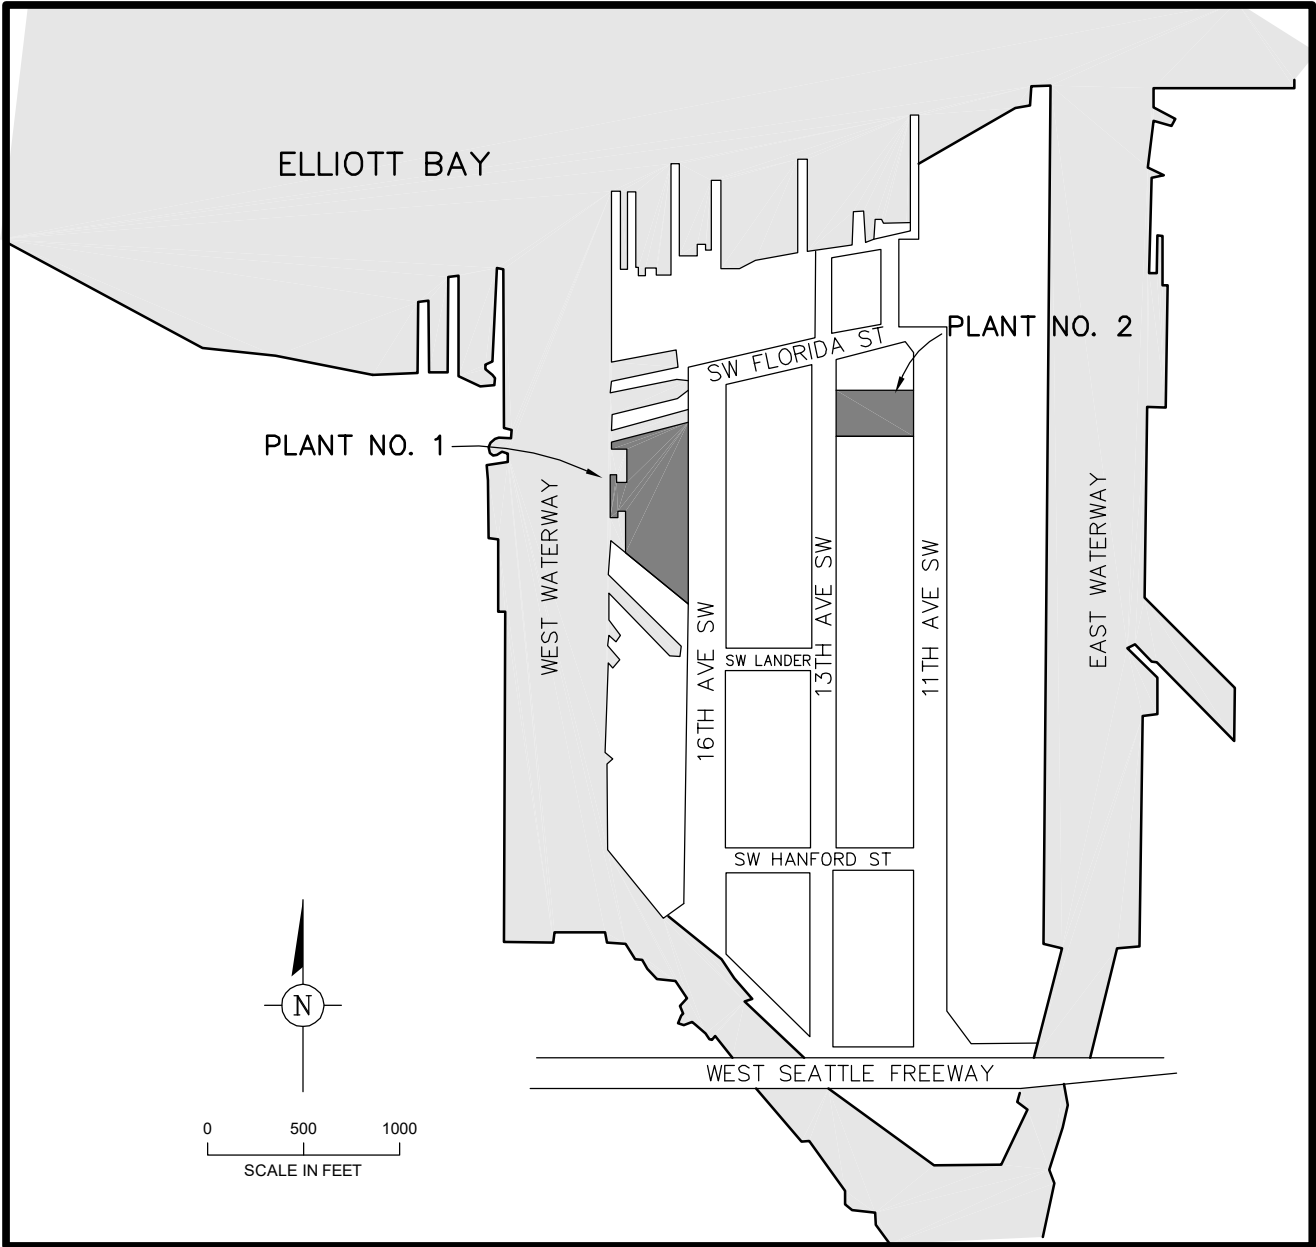 ELLIOTT BAY
PLANT NO. 2
SW FLORIDA ST
PLANT NO. 1
WEST WATERWAY
16TH AVE SW
SW LANDER
13TH AVE SW
11TH AVE SW
EAST WATERWAY
SW HANFORD ST
N
WEST SEATTLE FREEWAY
0 500 1000
SCALE IN FEET